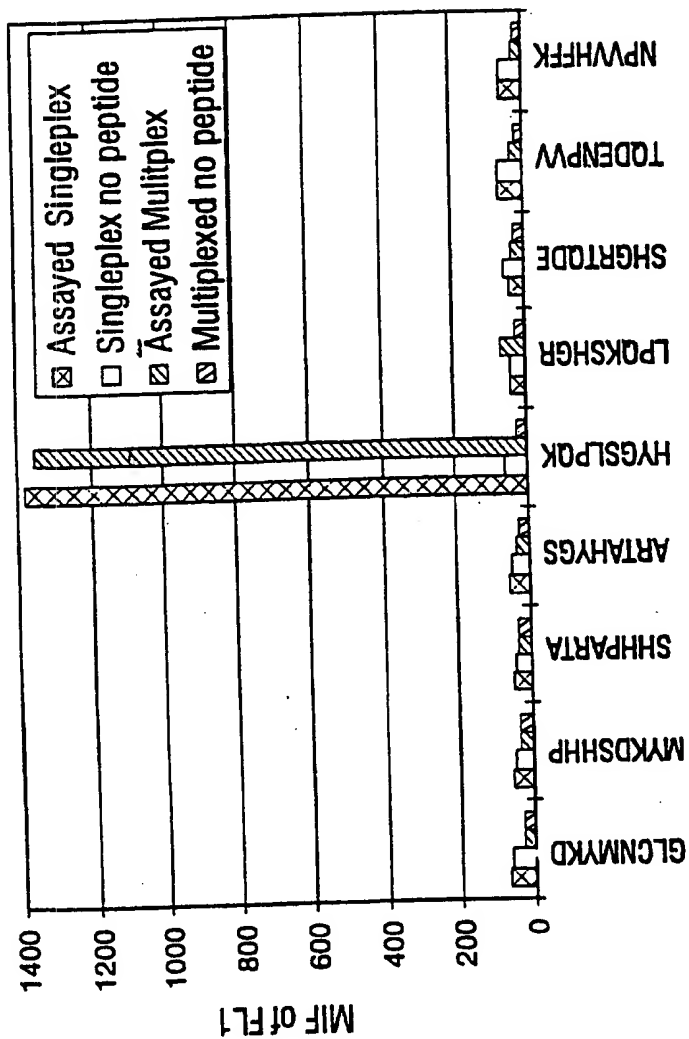 MIF of FL1
1400
1200
1000
800
600
400
200
0
Assayed Singleplex
Singleplex no peptide
Assayed Mulitplex
Multiplexed no peptide
GLCNMYKD
MYKDSHHP
SHHPARTA
ARTAHYGS
HYGSLPQK
LPQKSHGR
SHGRTQDE
TQDENPVV
NPVVHFFK